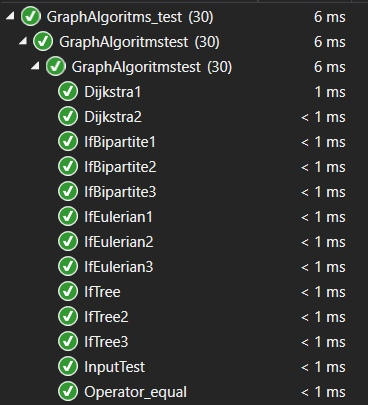 GraphAlgoritms_test (30) 6 ms
GraphAlgoritmstest (30) 6 ms
GraphAlgoritmstest (30) 6 ms
Dijkstra1 1 ms
Dijkstra2 < 1 ms
IfBipartite1 < 1 ms
IfBipartite2 < 1 ms
IfBipartite3 < 1 ms
IfEulerian1 < 1 ms
IfEulerian2 < 1 ms
IfEulerian3 < 1 ms
IfTree < 1 ms
IfTree2 < 1 ms
IfTree3 < 1 ms
InputTest < 1 ms
Operator_equal < 1 ms